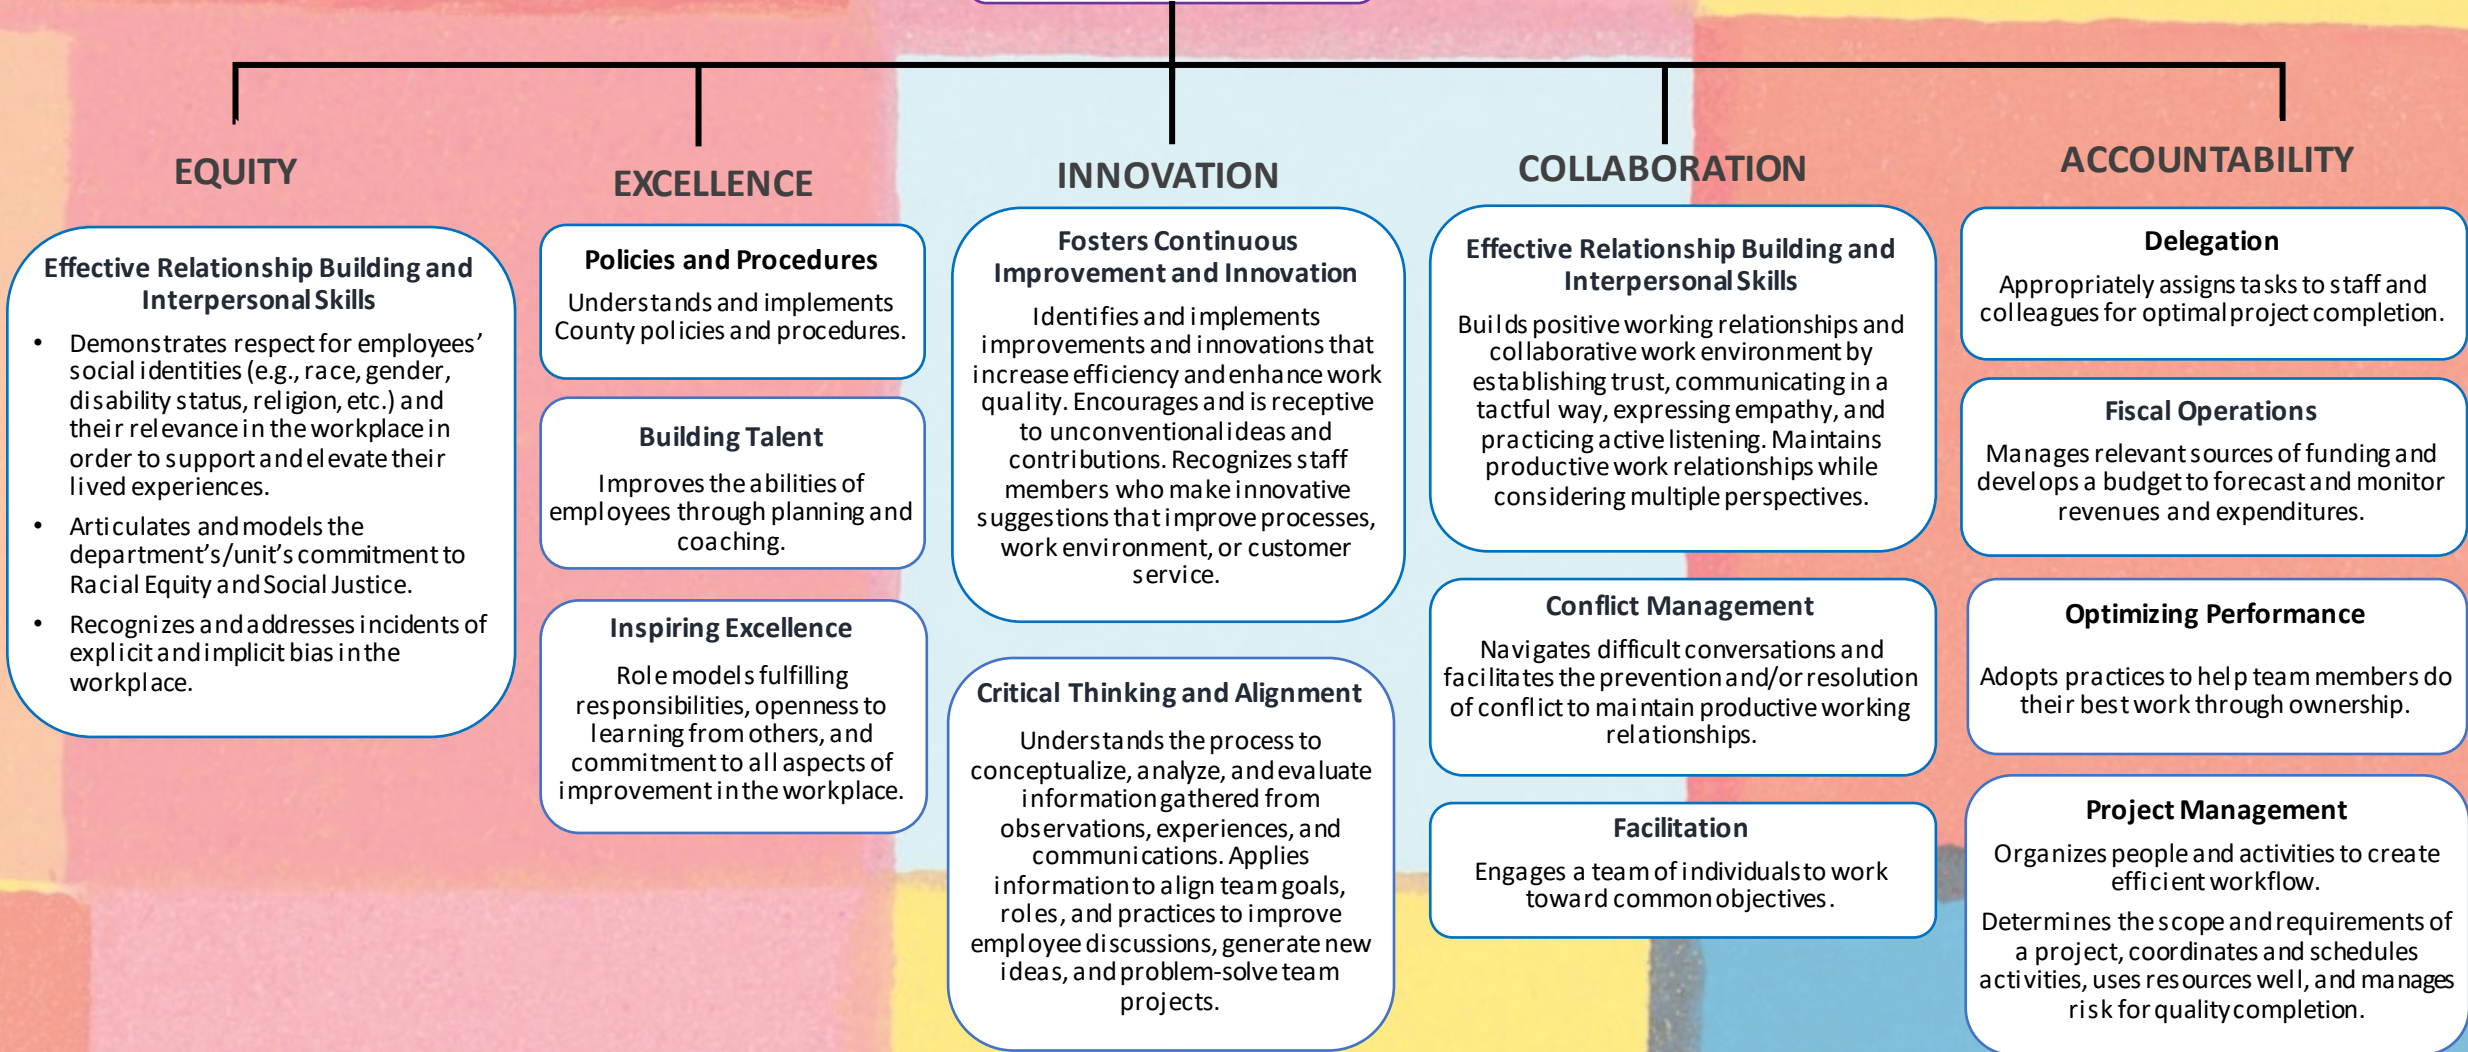 EQUITY
Effective Relationship Building and
Interpersonal Skills
• Demonstrates respect for employees’
social identities (e.g., race, gender,
disability status, religion, etc.) and
their relevance in the workplace in
order to support and elevate their
lived experiences.
• Articulates and models the
department’s/unit’s commitment to
Racial Equity and Social Justice.
• Recognizes and addresses incidents of
explicit and implicit bias in the
workplace.
EXCELLENCE
Policies and Procedures
Understands and implements
County policies and procedures.
Building Talent
Improves the abilities of
employees through planning and
coaching.
Inspiring Excellence
Role models fulfilling
responsibilities, openness to
learning from others, and
commitment to all aspects of
improvement in the workplace.
INNOVATION
Fosters Continuous
Improvement and Innovation
Identifies and implements
improvements and innovations that
increase efficiency and enhance work
quality. Encourages and is receptive
to unconventional ideas and
contributions. Recognizes staff
members who make innovative
suggestions that improve processes,
work environment, or customer
service.
Critical Thinking and Alignment
Understands the process to
conceptualize, analyze, and evaluate
information gathered from
observations, experiences, and
communications. Applies
information to align team goals,
roles, and practices to improve
employee discussions, generate new
ideas, and problem-solve team
projects.
COLLABORATION
Effective Relationship Building and
Interpersonal Skills
Builds positive working relationships and
collaborative work environment by
establishing trust, communicating in a
tactful way, expressing empathy, and
practicing active listening. Maintains
productive work relationships while
considering multiple perspectives.
Conflict Management
Navigates difficult conversations and
facilitates the prevention and/or resolution
of conflict to maintain productive working
relationships.
Facilitation
Engages a team of individuals to work
toward common objectives.
ACCOUNTABILITY
Delegation
Appropriately assigns tasks to staff and
colleagues for optimal project completion.
Fiscal Operations
Manages relevant sources of funding and
develops a budget to forecast and monitor
revenues and expenditures.
Optimizing Performance
Adopts practices to help team members do
their best work through ownership.
Project Management
Organizes people and activities to create
efficient workflow.
Determines the scope and requirements of
a project, coordinates and schedules
activities, uses resources well, and manages
risk for quality completion.